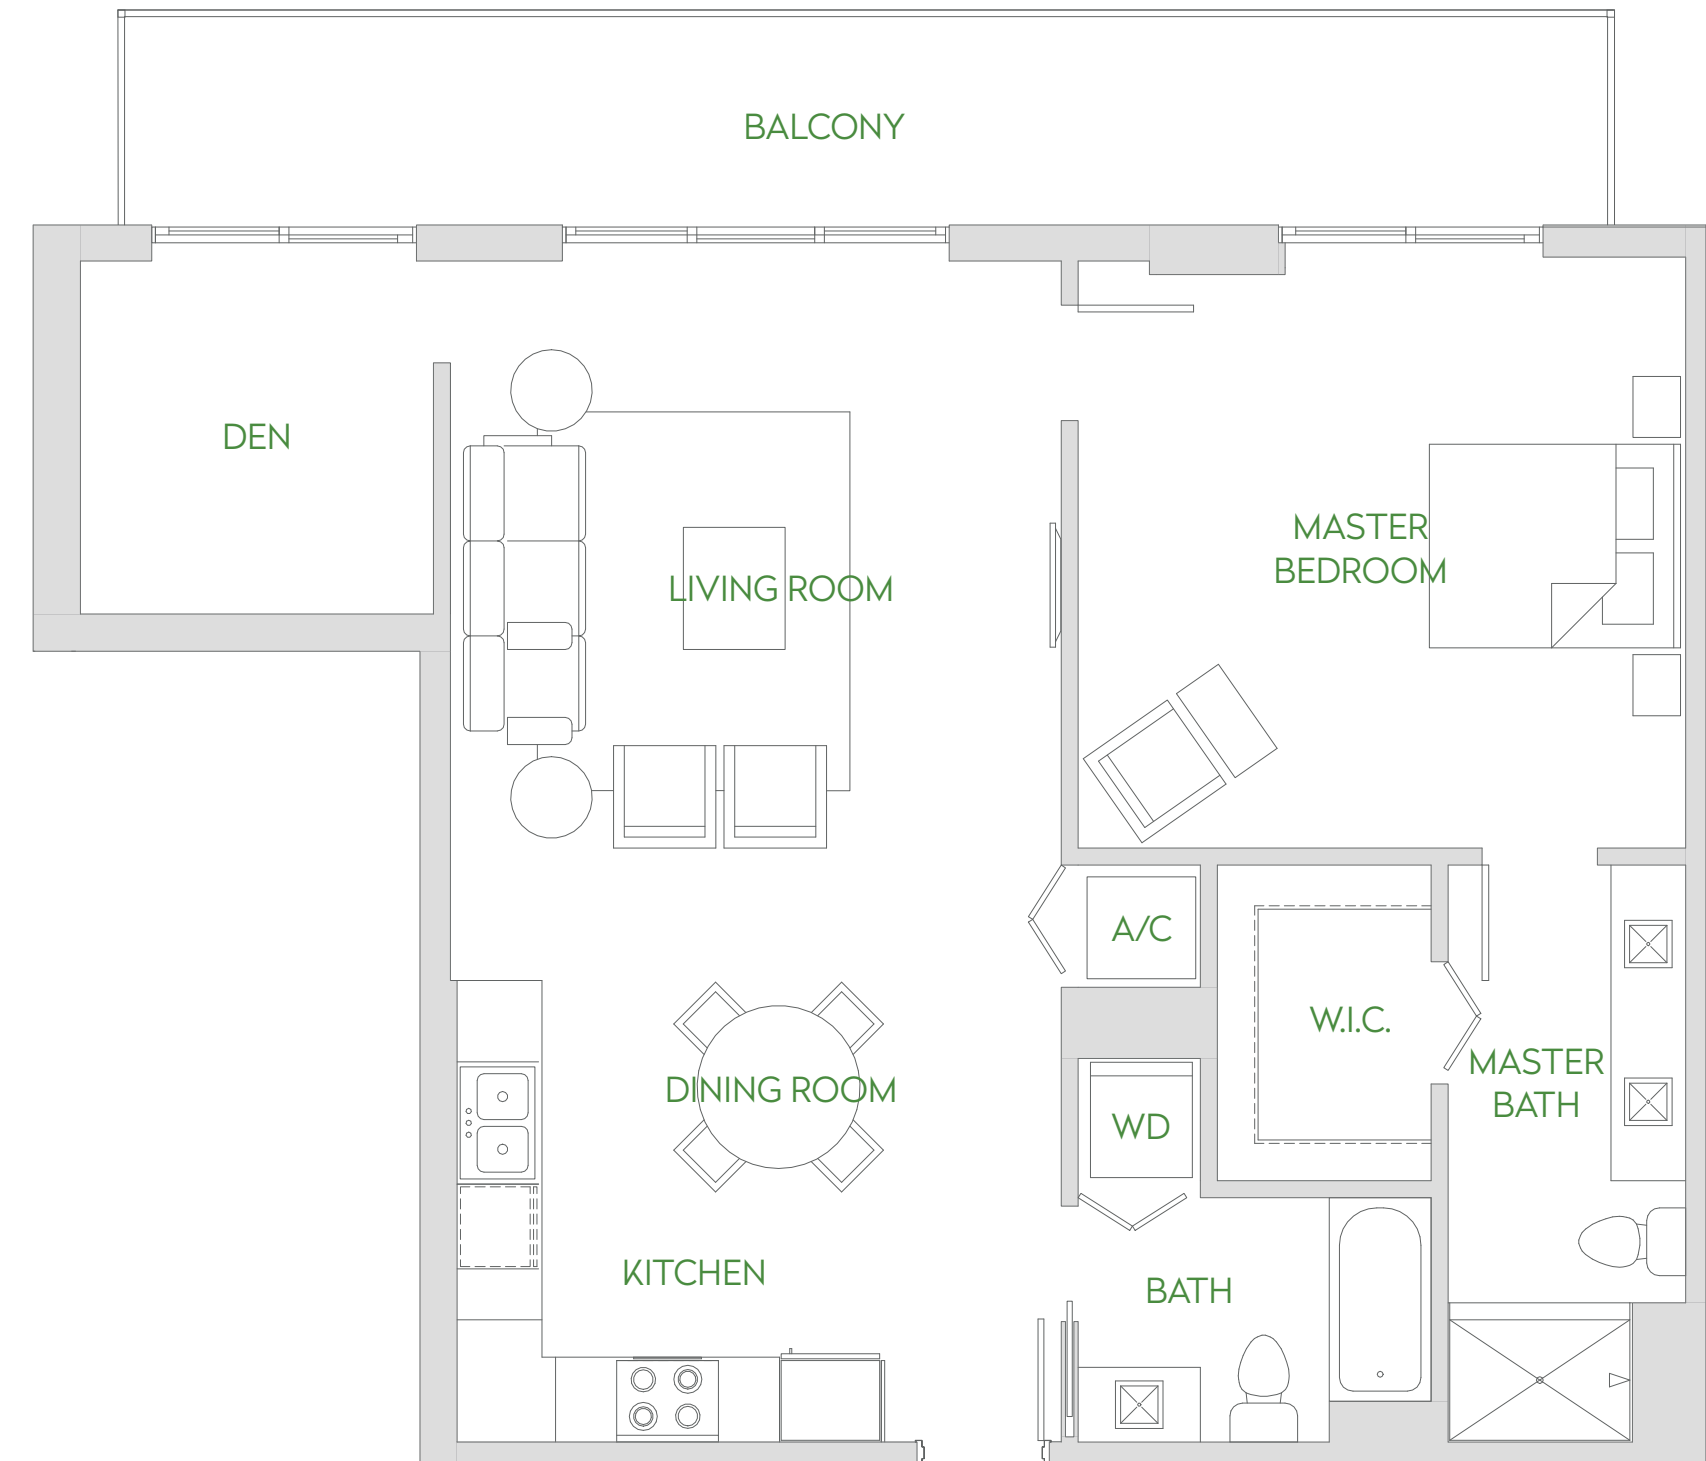 BALCONY
DEN
LIVING ROOM
MASTER
BEDROOM
A/C
W.I.C.
MASTER
BATH
DINING ROOM
WD
KITCHEN
BATH